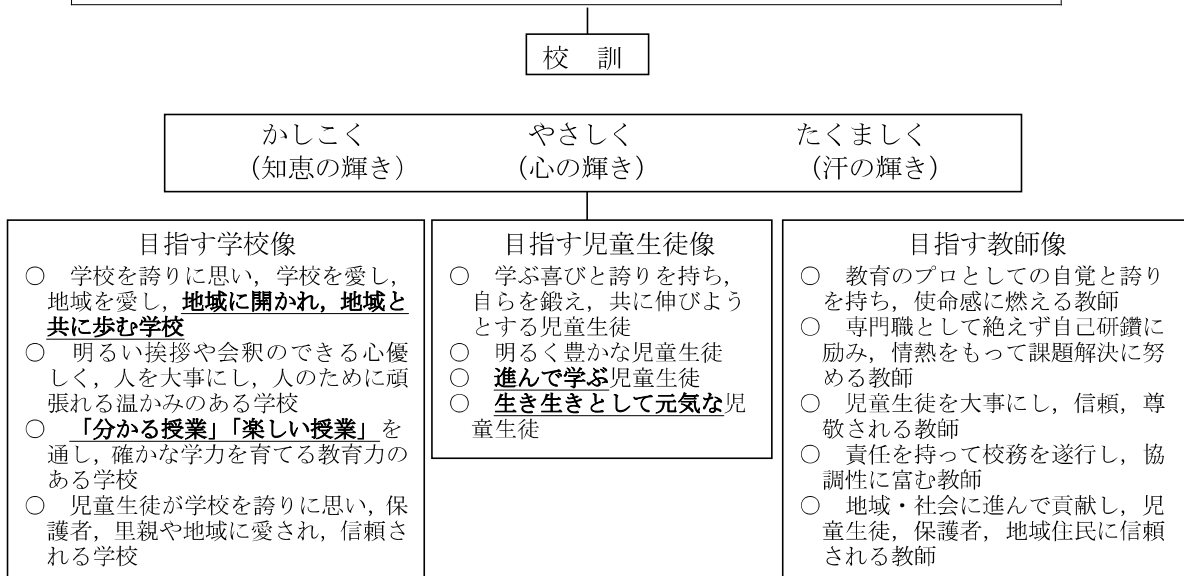 校　訓
かしこく　やさしく　たくましく
（知恵の輝き）　（心の輝き）　（汗の輝き）
目指す学校像
○　学校を誇りに思い，学校を愛し，
地域を愛し，地域に開かれ，地域と
共に歩む学校
○　明るい挨拶や会釈のできる心優
しく，人を大事にし，人のために頑
張れる温かみのある学校
○　「分かる授業」「楽しい授業」を
通し，確かな学力を育てる教育力の
ある学校
○　児童生徒が学校を誇りに思い，保
護者，里親や地域に愛され，信頼さ
れる学校
目指す児童生徒像
○　学ぶ喜びと誇りを持ち，
自らを鍛え，共に伸びよう
とする児童生徒
○　明るく豊かな児童生徒
○　進んで学ぶ児童生徒
○　生き生きとして元気な児
童生徒
目指す教師像
○　教育のプロとしての自覚と誇り
を持ち，使命感に燃える教師
○　専門職として絶えず自己研鑽に
励み，情熱をもって課題解決に努
める教師
○　児童生徒を大事にし，信頼，尊
敬される教師
○　責任を持って校務を遂行し，協
調性に富む教師
○　地域・社会に進んで貢献し，児
童生徒，保護者，地域住民に信頼
される教師